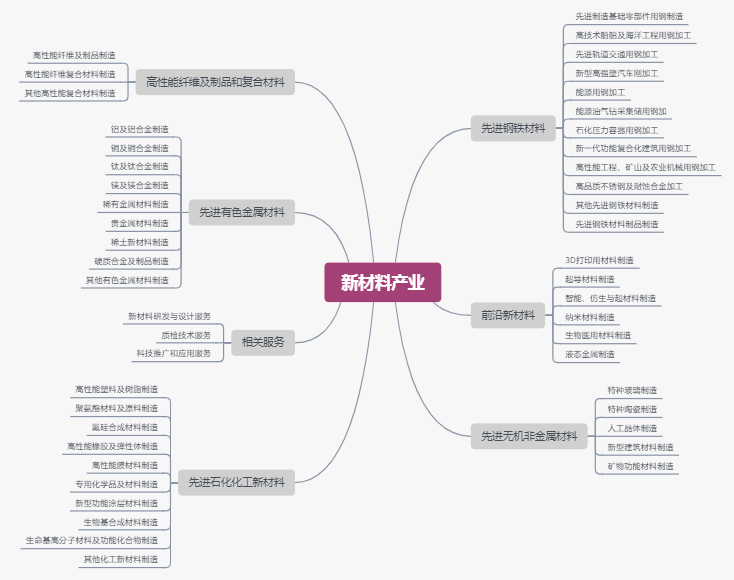 新材料产业
先进钢铁材料
先进制造基础零部件用钢制造
高技术船舶及海洋工程用钢加工
先进轨道交通用钢加工
新型高强塑汽车刚加工
能源用钢加工
能源油气钻采集储用钢加
石化压力容器用钢加工
新一代功能复合化建筑用钢加工
高性能工程、矿山及农业机械用钢加工
高品质不锈钢及耐蚀合金加工
其他先进钢铁材料制造
先进钢铁材料制品制造
前沿新材料
3D打印用材料制造
超导材料制造
智能、仿生与超材料制造
纳米材料制造
生物医用材料制造
液态金属制造
先进无机非金属材料
特种玻璃制造
特种陶瓷制造
人工晶体制造
新型建筑材料制造
矿物功能材料制造
高性能纤维及制品和复合材料
高性能纤维及制品制造
高性能纤维复合材料制造
其他高性能复合材料制造
先进有色金属材料
铝及铝合金制造
铜及铜合金制造
钛及钛合金制造
镁及镁合金制造
稀有金属材料制造
贵金属材料制造
稀土新材料制造
硬质合金及制品制造
其他有色金属材料制造
相关服务
新材料研发与设计服务
质检技术服务
科技推广和应用服务
先进石化化工新材料
高性能塑料及树脂制造
聚氨酯材料及原料制造
氟硅合成材料制造
高性能橡胶及弹性体制造
高性能膜材料制造
专用化学品及材料制造
新型功能涂层材料制造
生物基合成材料制造
生命基高分子材料及功能化合物制造
其他化工新材料制造